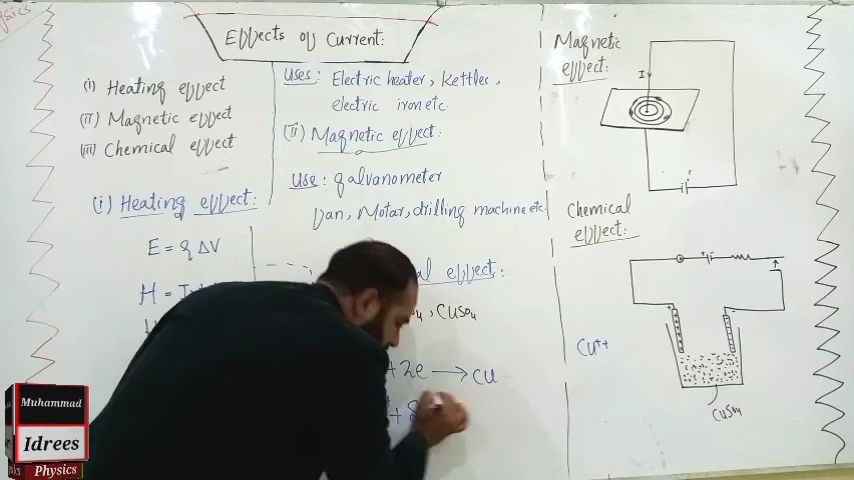 Effects of Current:
(i) Heating effect
(ii) Magnetic effect
(iii) Chemical effect
(i) Heating effect:
E = q ΔV
Uses: Electric heater, Kettles,
electric iron etc.
(ii) Magnetic effect:
Use: galvanometer
Fan, Motar, drilling machine etc
effect:
, CuSo4
+ 2e → Cu
Magnetic
effect:
I
Chemical
effect:
+
-
Cu++
CuSo4
Muhammad
Idrees
Physics